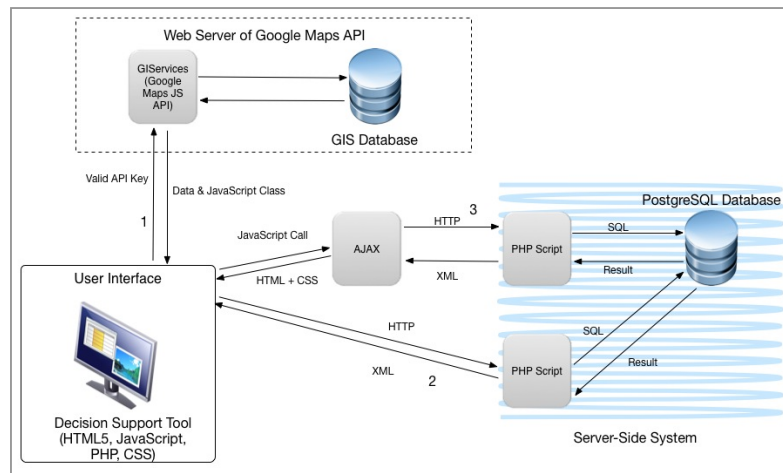 Web Server of Google Maps API
GIServices
(Google
Maps JS
API)
GIS Database
Valid API Key
Data & JavaScript Class
1
3
PostgreSQL Database
HTTP
SQL
JavaScript Call
AJAX
PHP Script
User Interface
HTML + CSS
XML
Result
HTTP
SQL
XML
2
PHP Script
Result
Decision Support Tool
(HTML5, JavaScript,
PHP, CSS)
Server-Side System